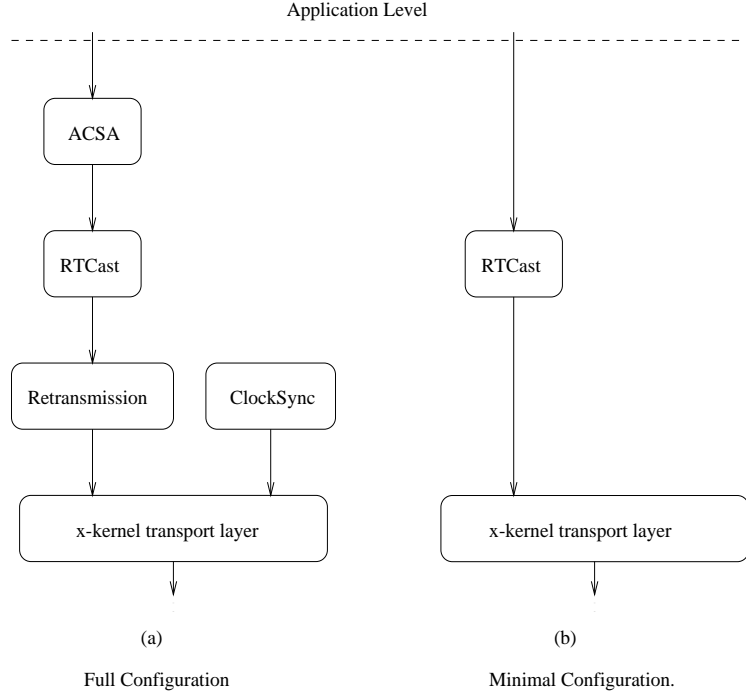 Application Level
ACSA
RTCast
RTCast
Retransmission
ClockSync
x-kernel transport layer
x-kernel transport layer
(a)
(b)
Full Configuration
Minimal Configuration.